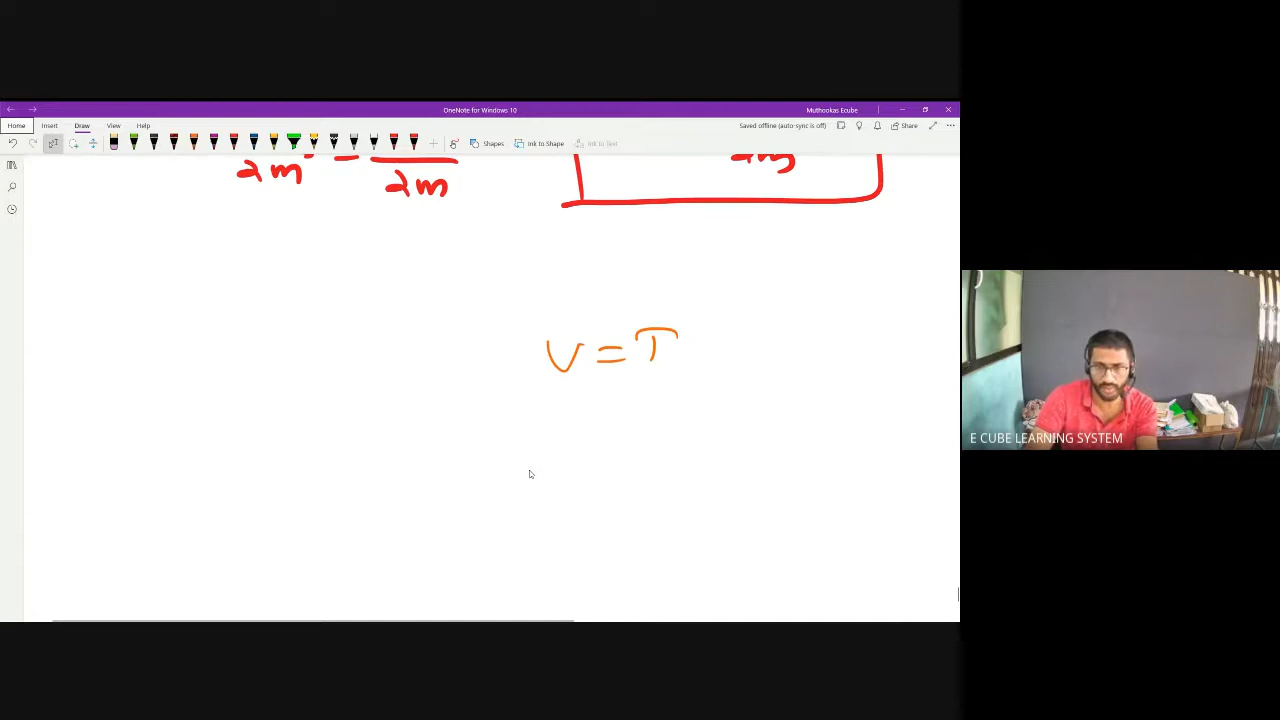 OneNote for Windows 10
Muthookas Ecube
Home Insert Draw View Help
Saved offline (auto-sync is off) Share
Shapes Ink to Shape Ink to Text
2m = 2m
2m
V = T
E CUBE LEARNING SYSTEM